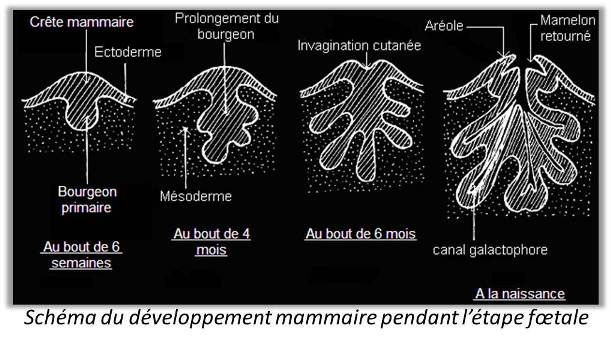 Crête mammaire
Ectoderme
Bourgeon
primaire
Au bout de 6
semaines
Prolongement du
bourgeon
Mésoderme
Au bout de 4
mois
Invagination cutanée
Au bout de 6 mois
Aréole
Mamelon
retourné
canal galactophore
A la naissance
Schéma du développement mammaire pendant l'étape fœtale